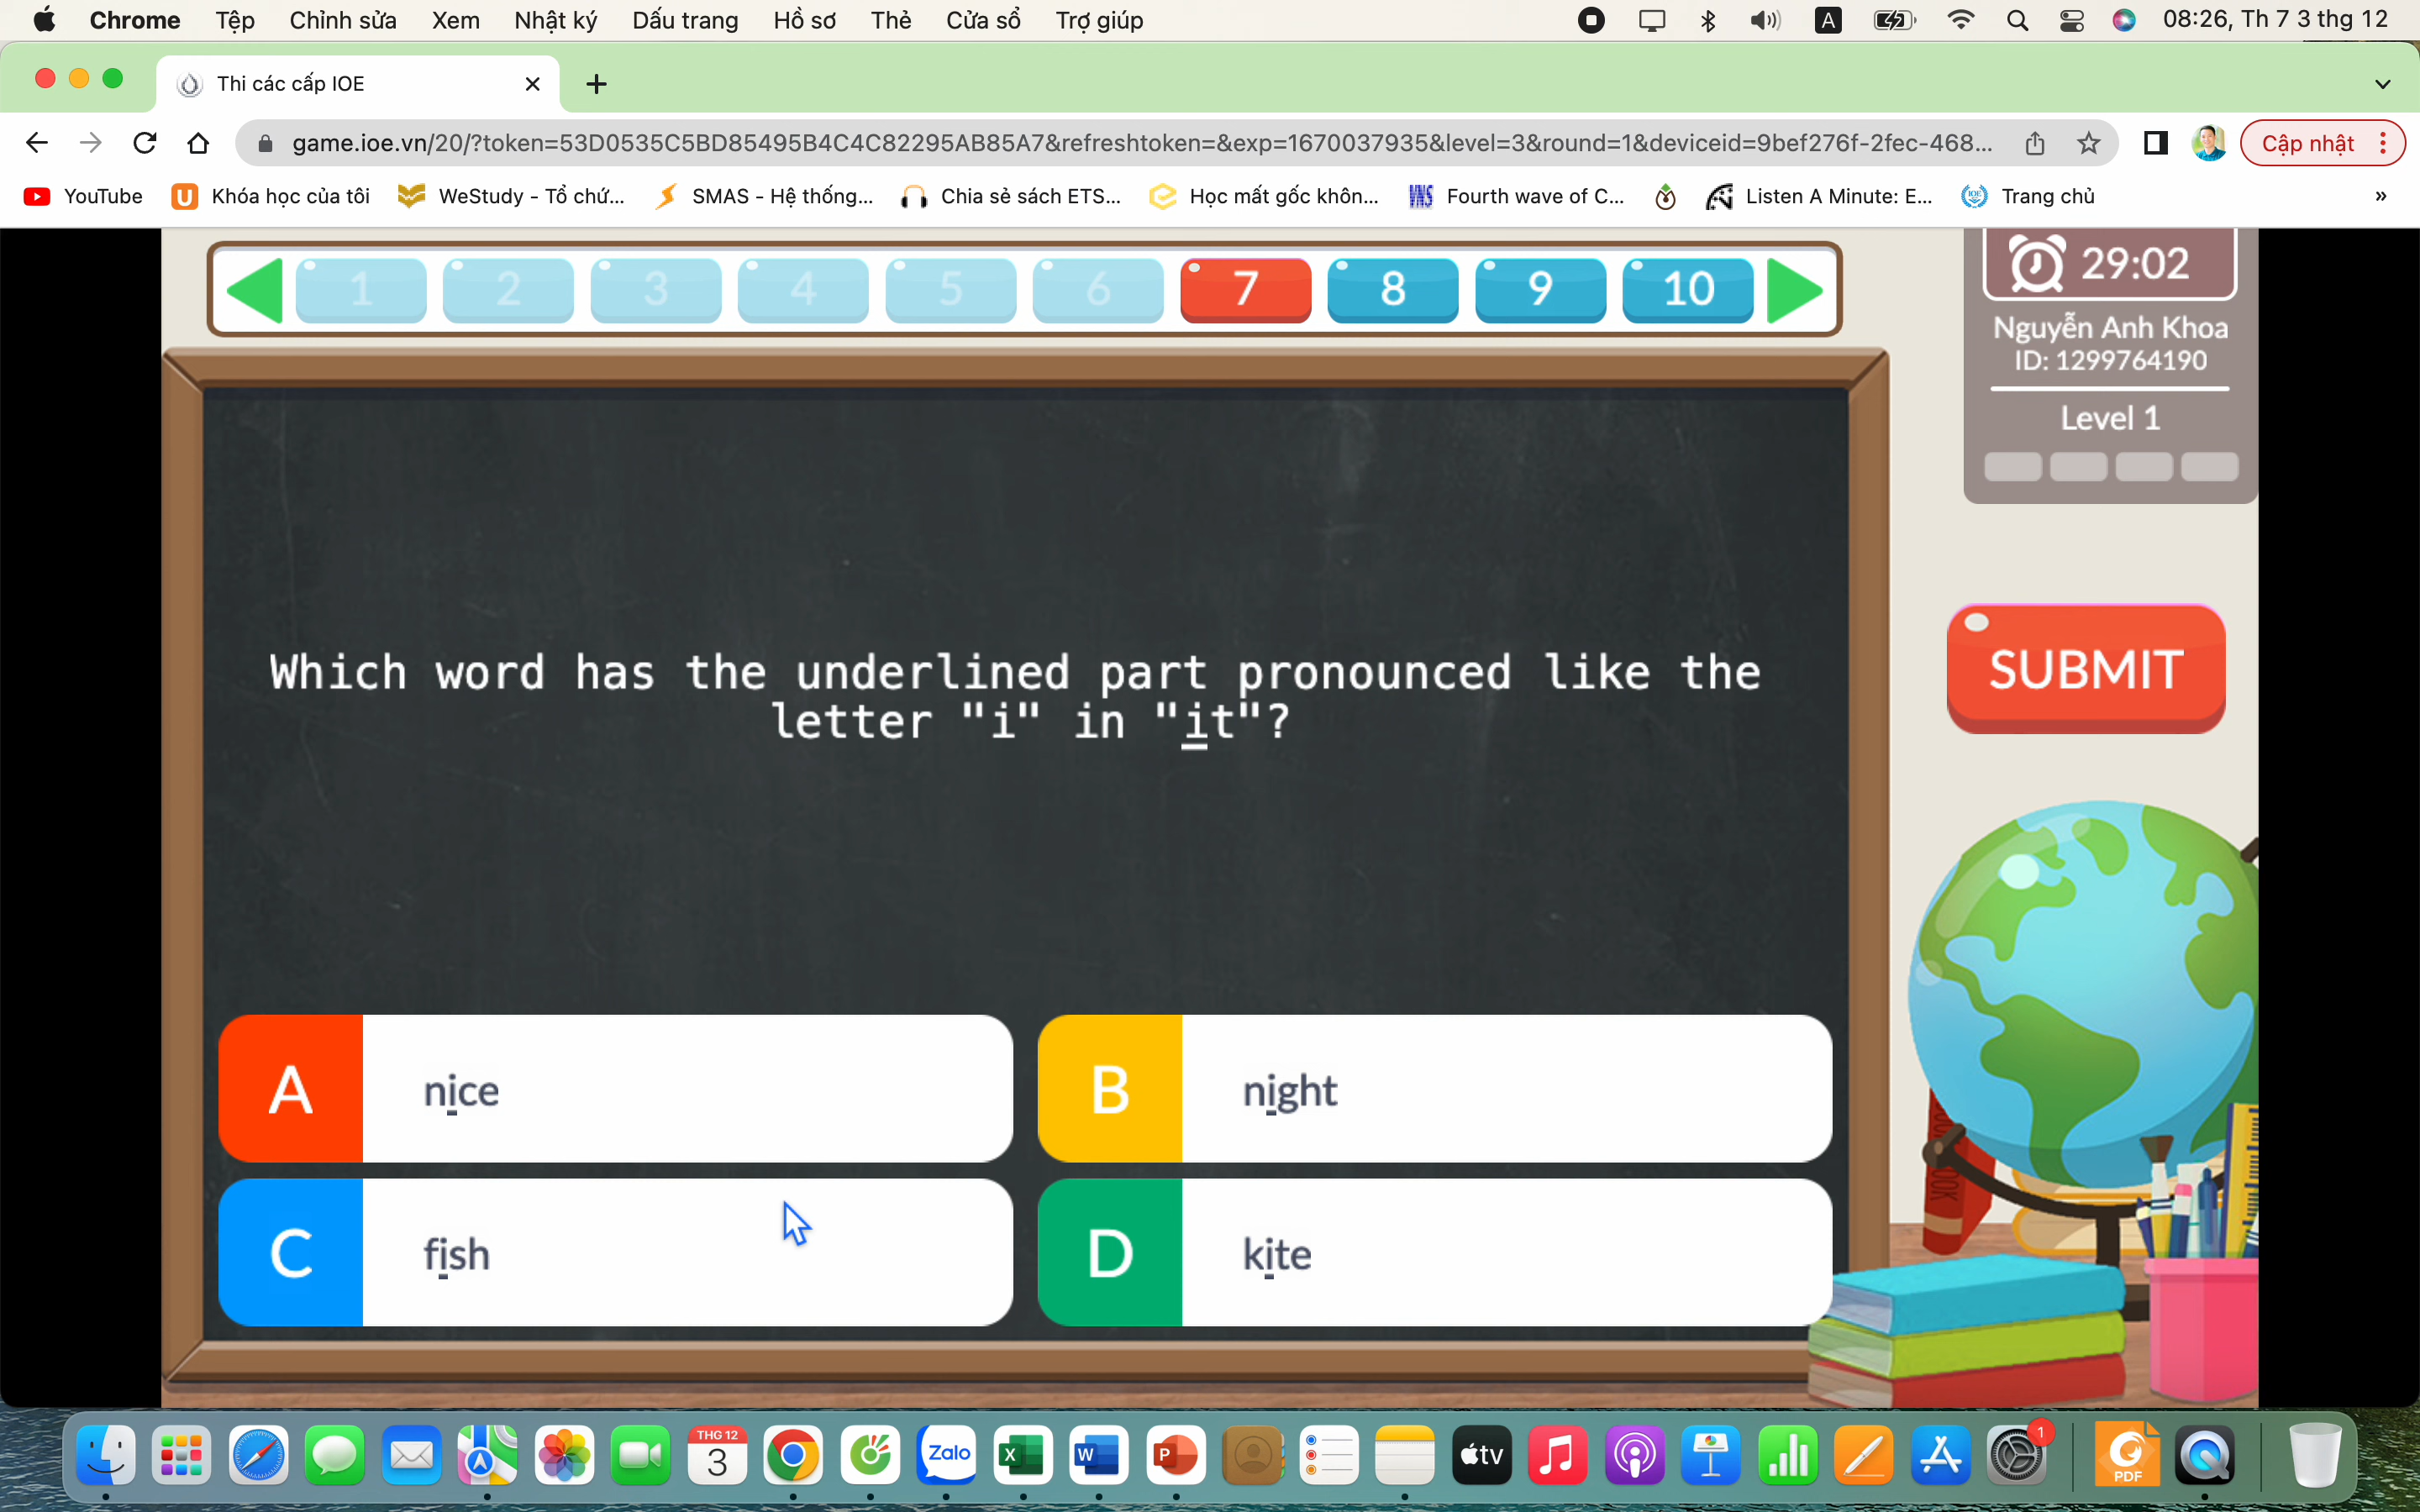 Chrome Tệp Chỉnh sửa Xem Nhật ký Dấu trang Hồ sơ Thẻ Cửa sổ Trợ giúp A 08:26, Th 7 3 thg 12
Thi các cấp IOE
game.ioe.vn/20/?token=53D0535C5BD85495B4C4C82295AB85A7&refreshtoken=&exp=1670037935&level=3&round=1&deviceid=9bef276f-2fec-468... Cập nhật
YouTube Khóa học của tôi WeStudy - Tổ chứ... SMAS - Hệ thống... Chia sẻ sách ETS... Học mất gốc khôn... Fourth wave of C... Listen A Minute: E... Trang chủ »
1 2 3 4 5 6 7 8 9 10
29:02
Nguyễn Anh Khoa
ID: 1299764190
Level 1
Which word has the underlined part pronounced like the
letter "i" in "it"?
SUBMIT
A nice
B night
C fish
D kite
BOOK
THG 12
3
Zalo
X
W
P
tv
1
PDF